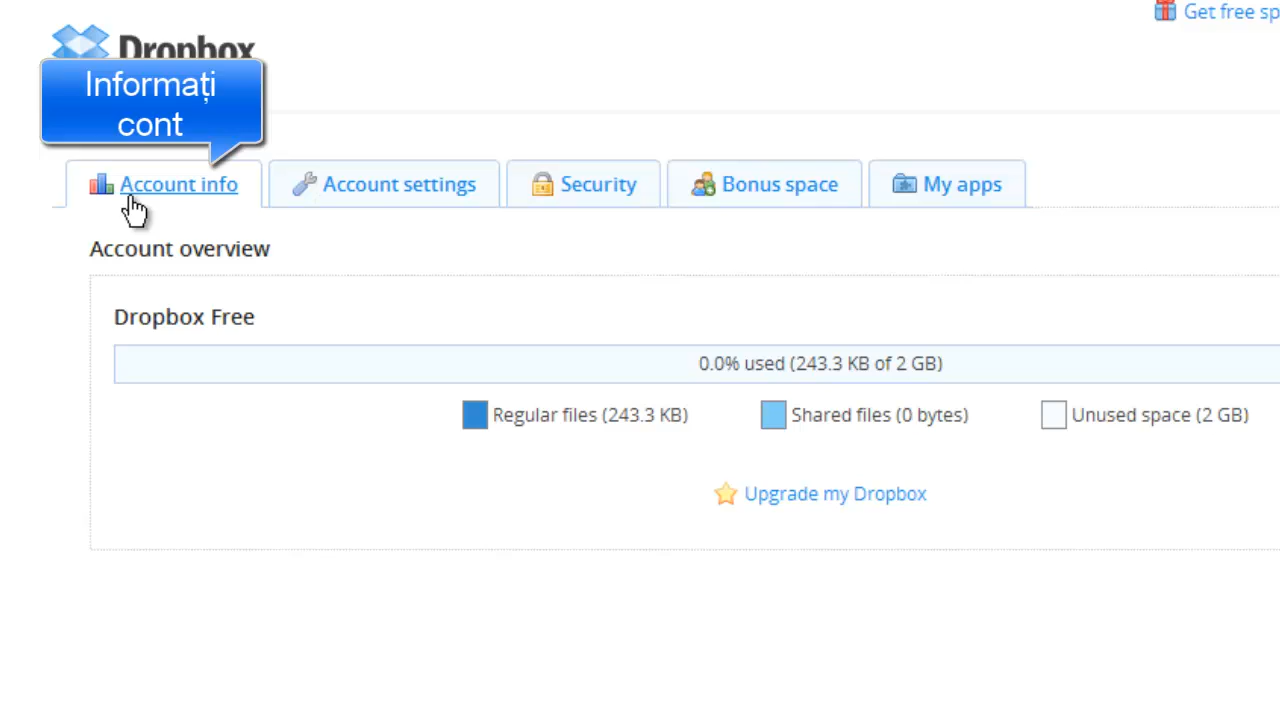 Get free sp
Dropbox
Informați
cont
Account info
Account settings
Security
Bonus space
My apps
Account overview
Dropbox Free
0.0% used (243.3 KB of 2 GB)
Regular files (243.3 KB)
Shared files (0 bytes)
Unused space (2 GB)
Upgrade my Dropbox